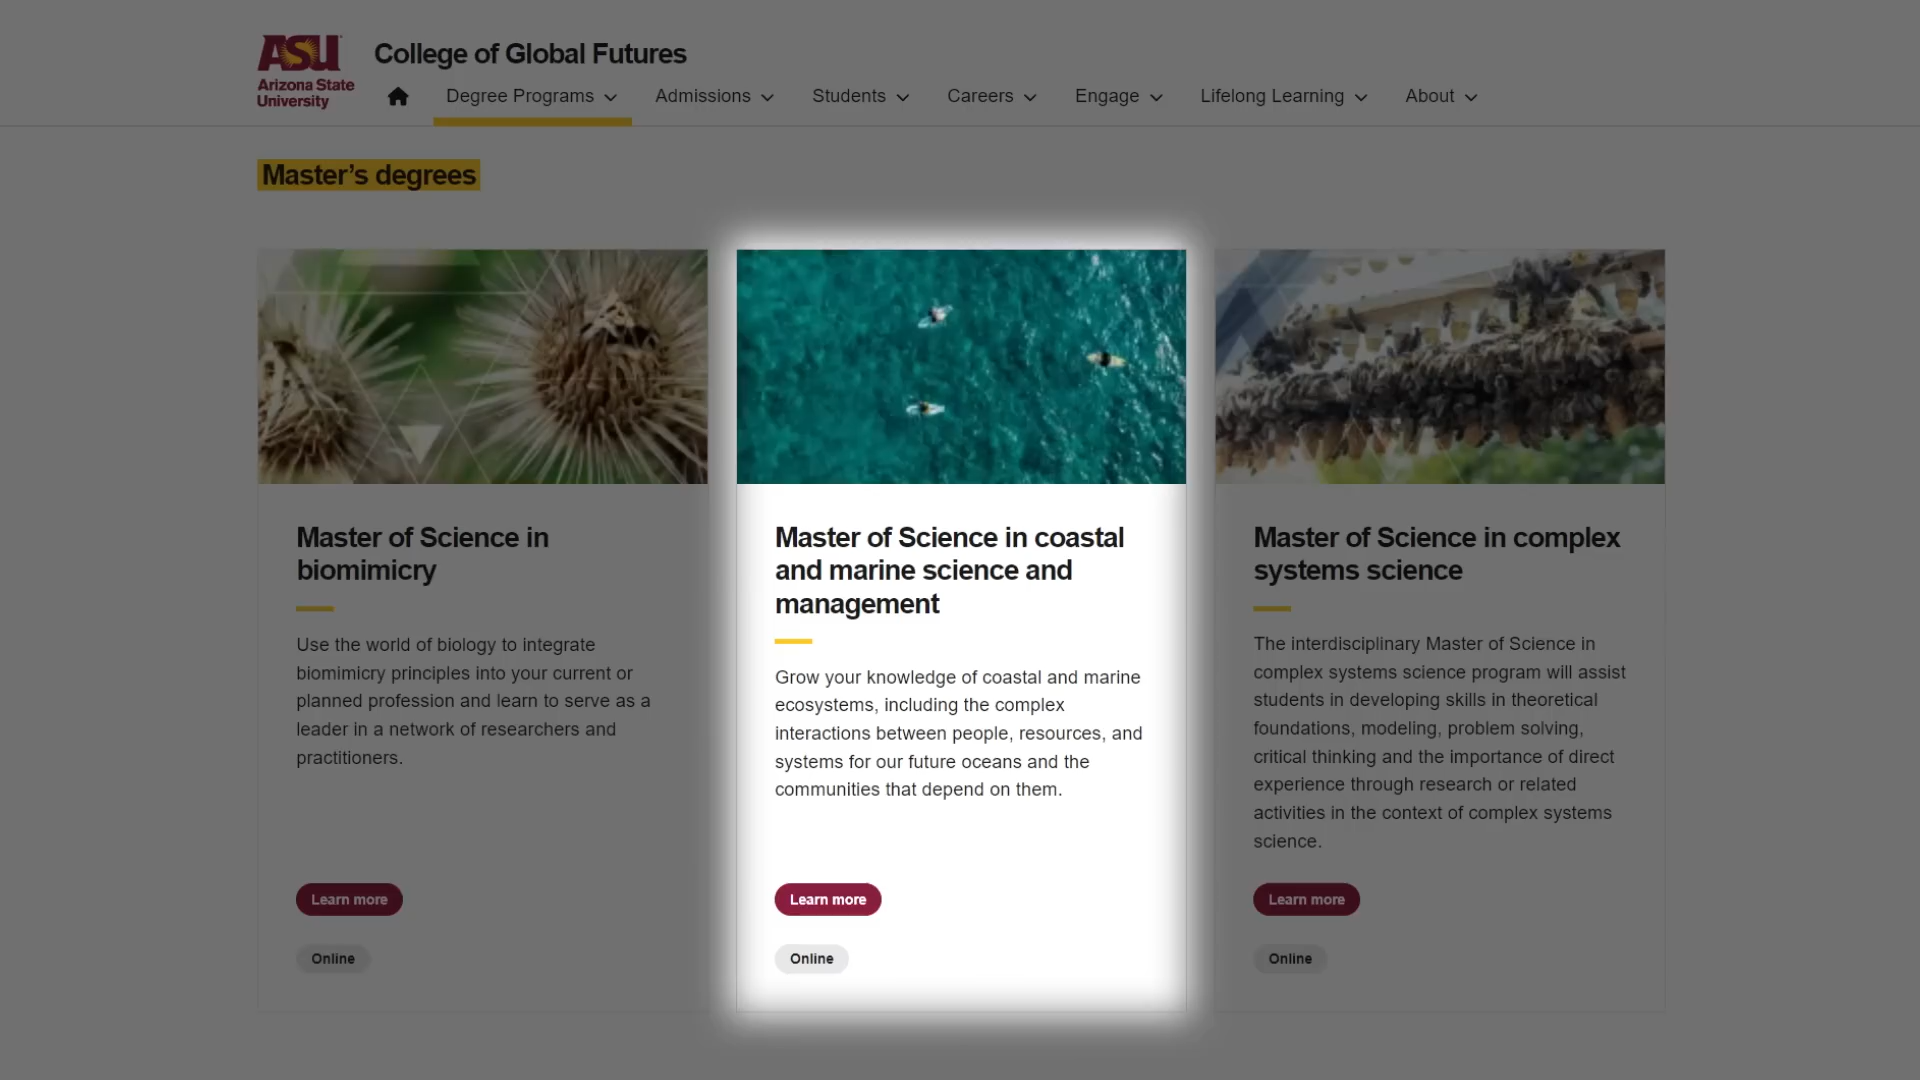 ASU
Arizona State
University
College of Global Futures
Degree Programs
Admissions
Students
Careers
Engage
Lifelong Learning
About
Master’s degrees
Master of Science in
biomimicry
Use the world of biology to integrate
biomimicry principles into your current or
planned profession and learn to serve as a
leader in a network of researchers and
practitioners.
Learn more
Online
Master of Science in coastal
and marine science and
management
Grow your knowledge of coastal and marine
ecosystems, including the complex
interactions between people, resources, and
systems for our future oceans and the
communities that depend on them.
Learn more
Online
Master of Science in complex
systems science
The interdisciplinary Master of Science in
complex systems science program will assist
students in developing skills in theoretical
foundations, modeling, problem solving,
critical thinking and the importance of direct
experience through research or related
activities in the context of complex systems
science.
Learn more
Online